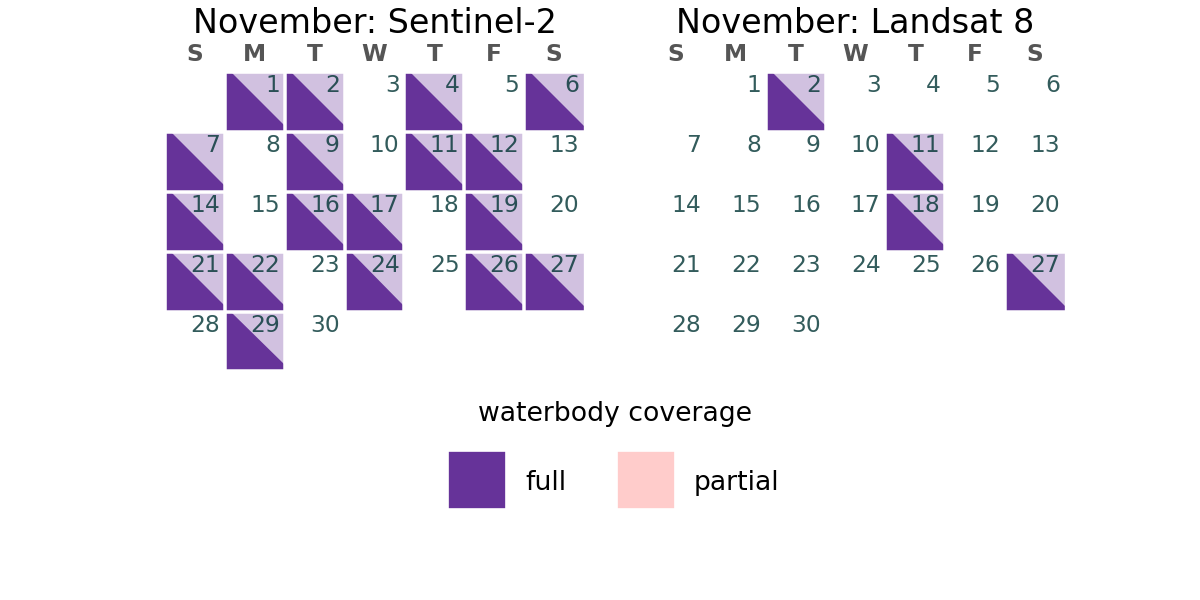 November: Sentinel-2
S M T W T F S
1 2 3 4 5 6
7 8 9 10 11 12 13
14 15 16 17 18 19 20
21 22 23 24 25 26 27
28 29 30
November: Landsat 8
S M T W T F S
1 2 3 4 5 6
7 8 9 10 11 12 13
14 15 16 17 18 19 20
21 22 23 24 25 26 27
28 29 30
waterbody coverage
full partial